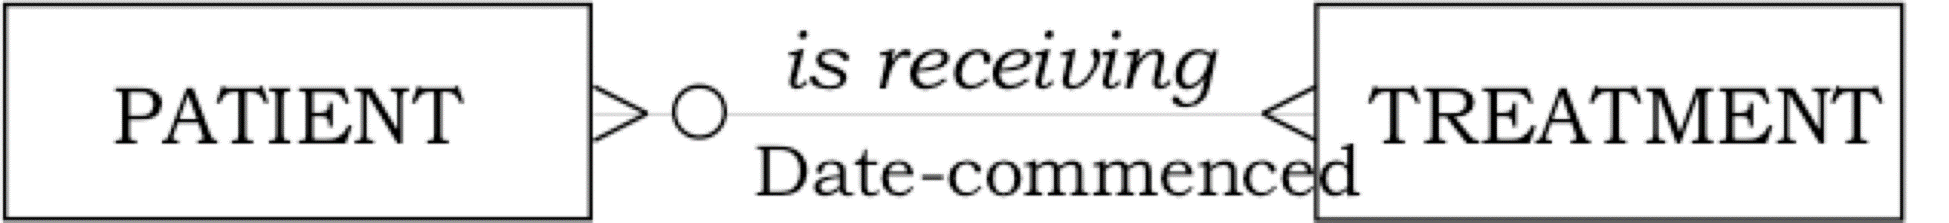 PATIENT
is receiving
Date-commenced
TREATMENT